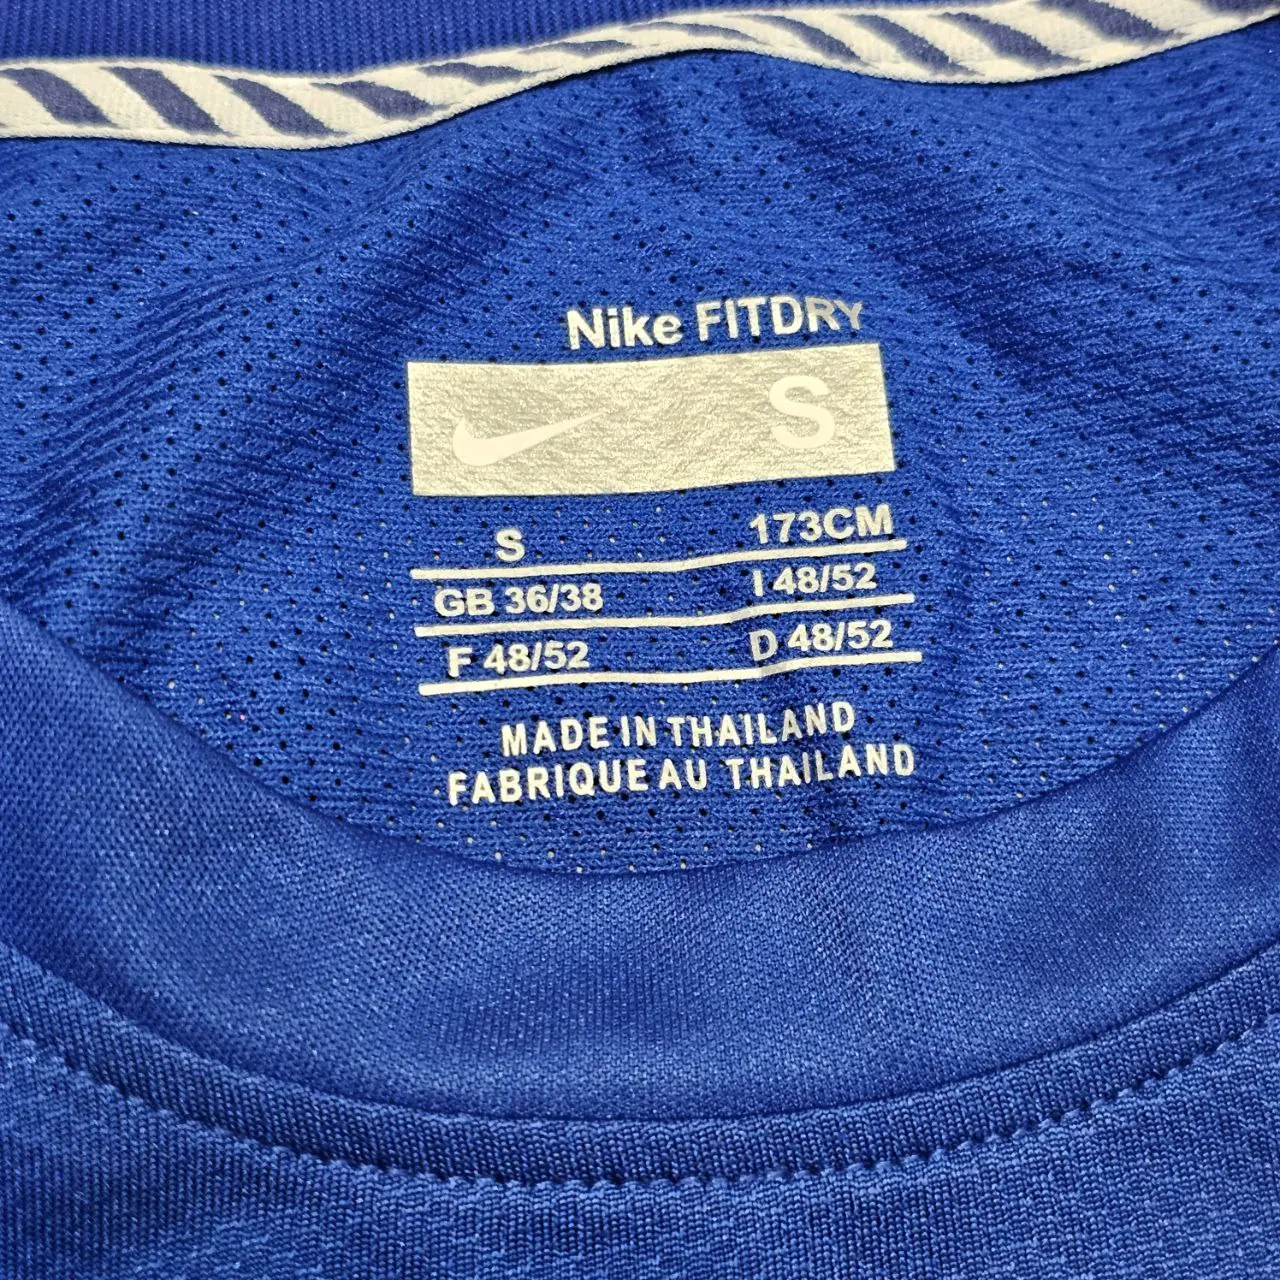 Nike FITDRY
S
S 173CM
GB 36/38 I 48/52
F 48/52 D 48/52
MADE IN THAILAND
FABRIQUE AU THAILAND